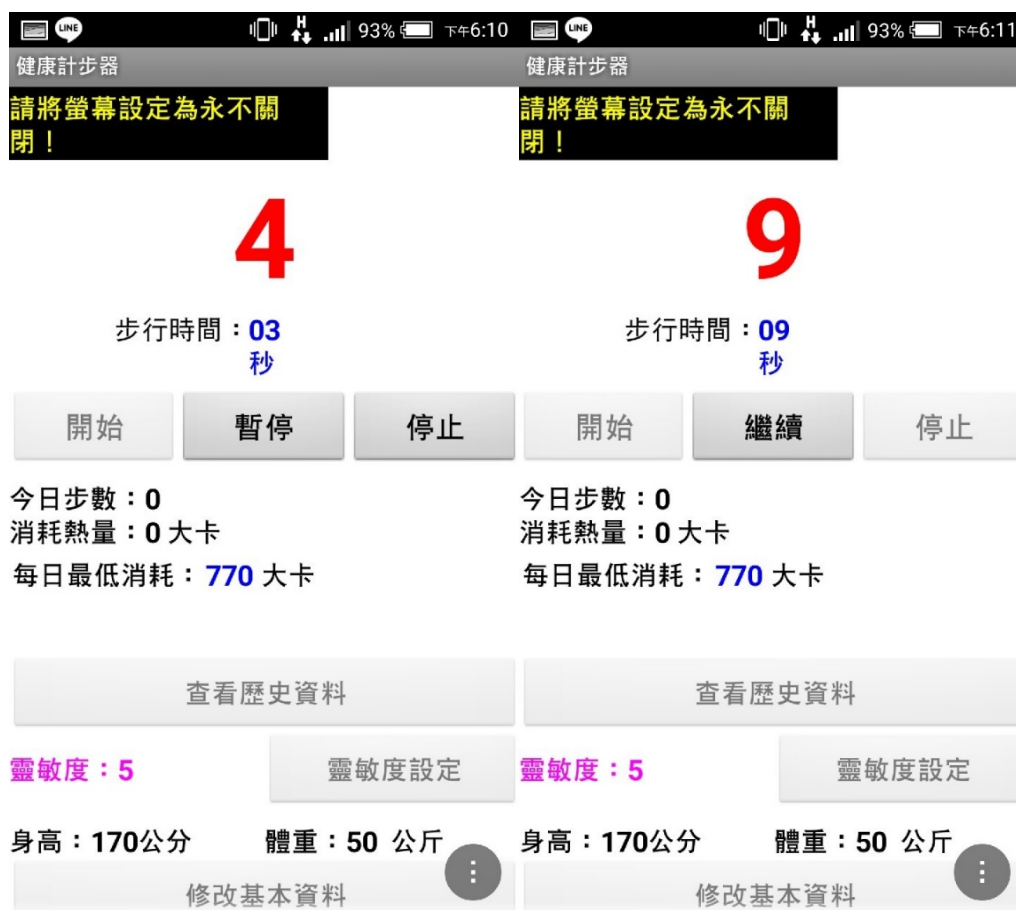 LINE
H
93%
下午6:10
健康計步器
請將螢幕設定為永不關
閉！
4
步行時間：03
秒
開始
暫停
停止
今日步數：0
消耗熱量：0 大卡
每日最低消耗：770 大卡
查看歷史資料
靈敏度：5
靈敏度設定
身高：170公分
體重：50 公斤
修改基本資料
LINE
H
93%
下午6:11
健康計步器
請將螢幕設定為永不關
閉！
9
步行時間：09
秒
開始
繼續
停止
今日步數：0
消耗熱量：0 大卡
每日最低消耗：770 大卡
查看歷史資料
靈敏度：5
靈敏度設定
身高：170公分
體重：50 公斤
修改基本資料